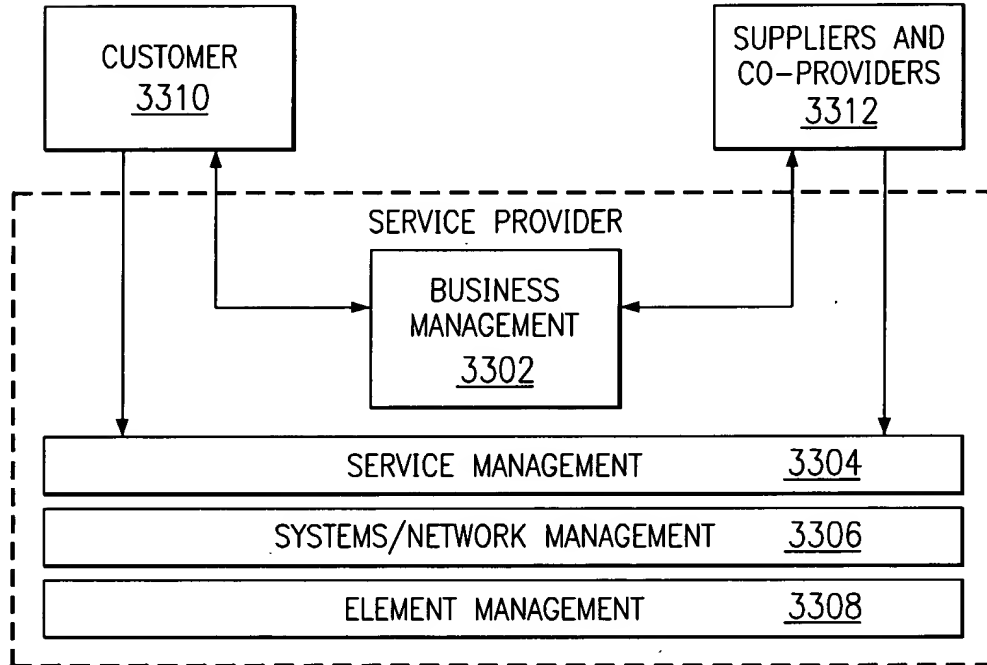 CUSTOMER
3310
SUPPLIERS AND
CO-PROVIDERS
3312
SERVICE PROVIDER
BUSINESS
MANAGEMENT
3302
SERVICE MANAGEMENT 3304
SYSTEMS/NETWORK MANAGEMENT 3306
ELEMENT MANAGEMENT 3308